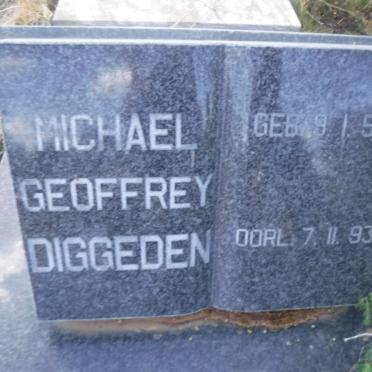 MICHAEL
GEOFFREY
DIGGEDEN
GEB. 9.1.5
OORL. 7.11.93